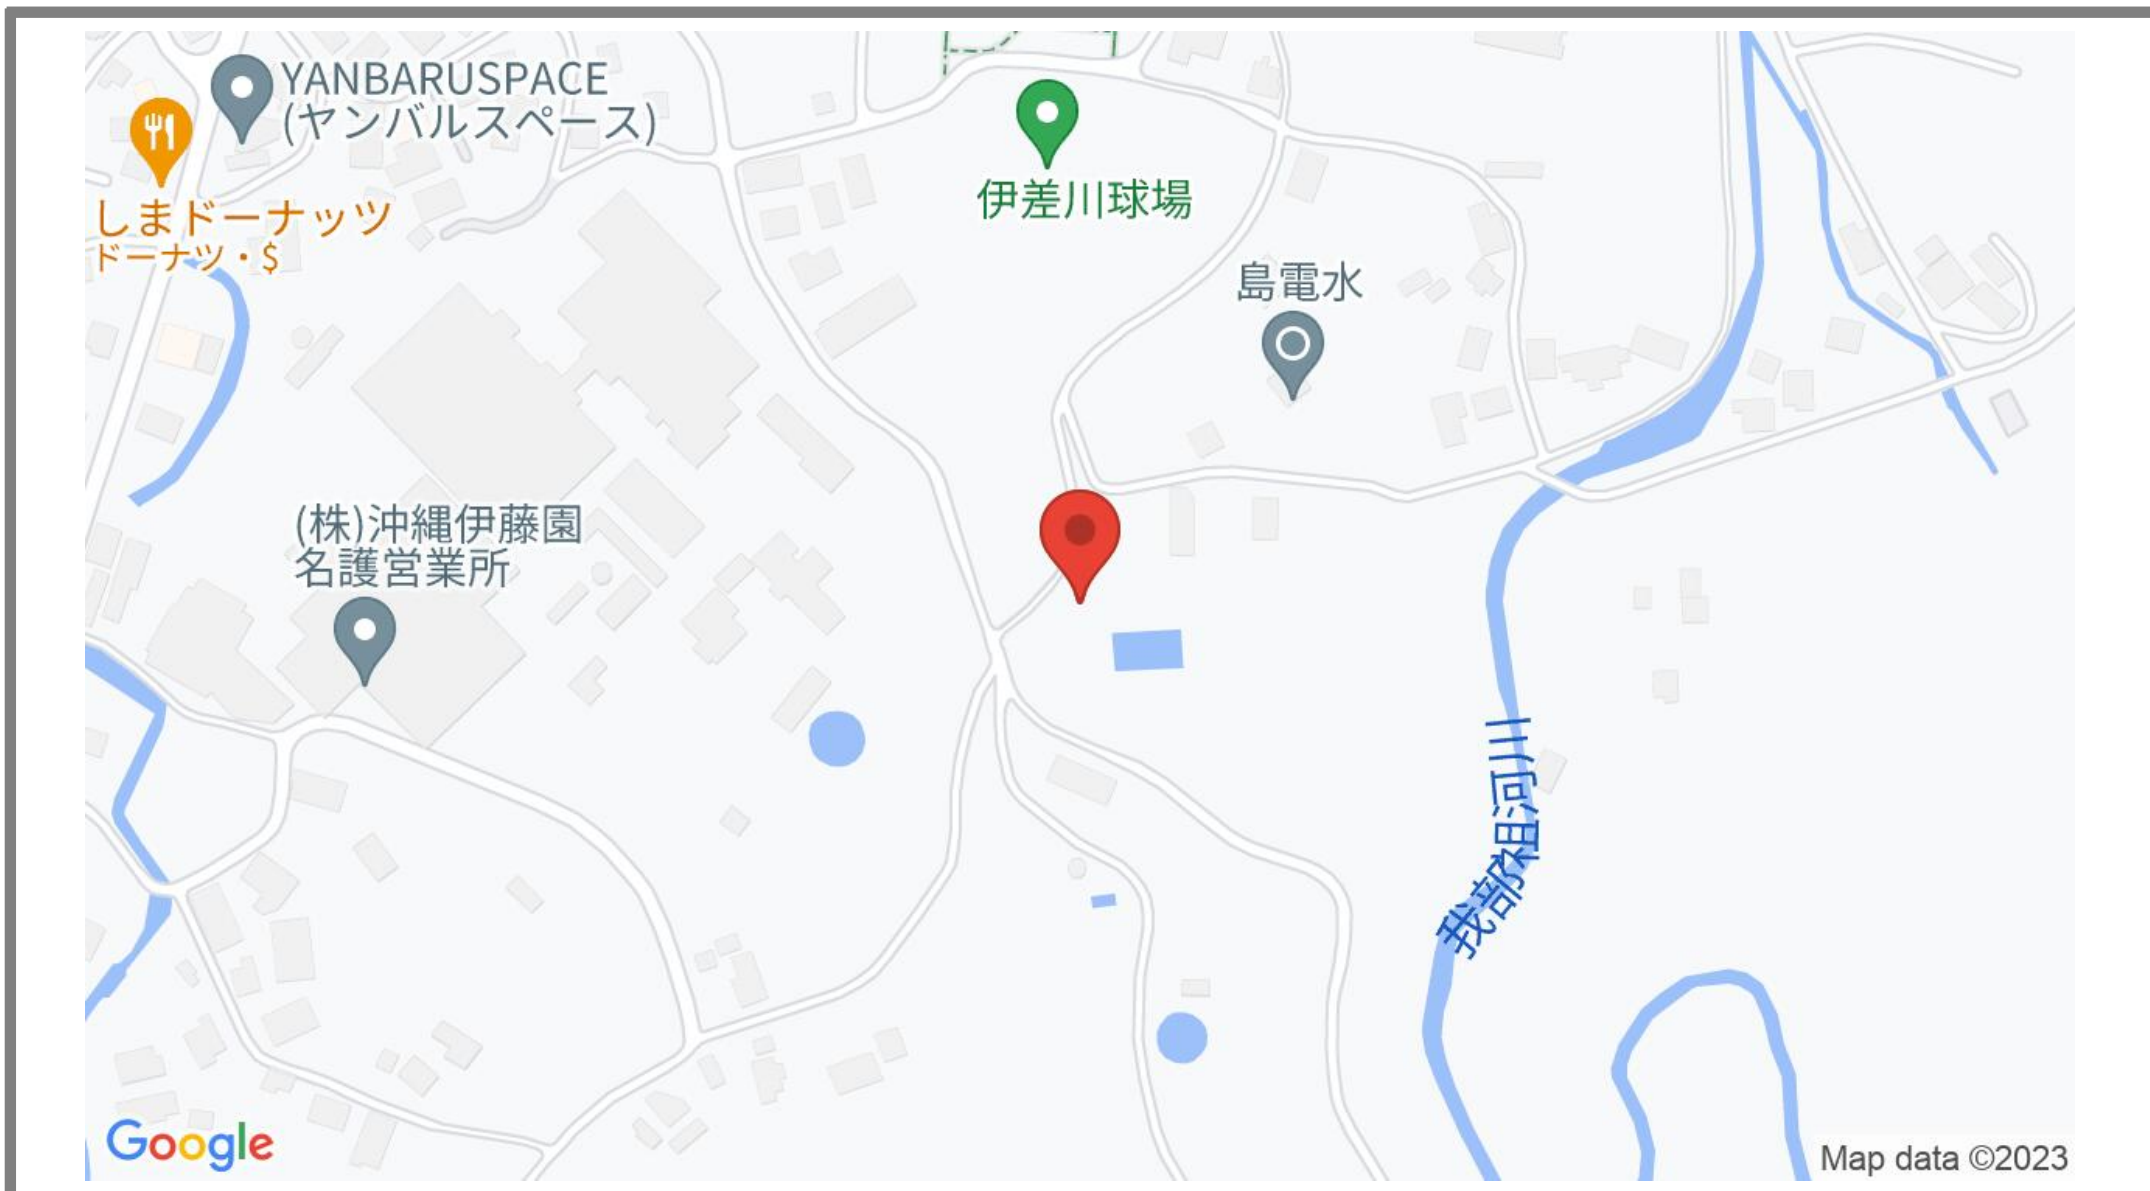 YANBARUSPACE
(ヤンバルスペース)
しまドーナッツ
ドーナツ・$
伊差川球場
島電水
(株)沖縄伊藤園
名護営業所
我部祖河川
Google
Map data ©2023